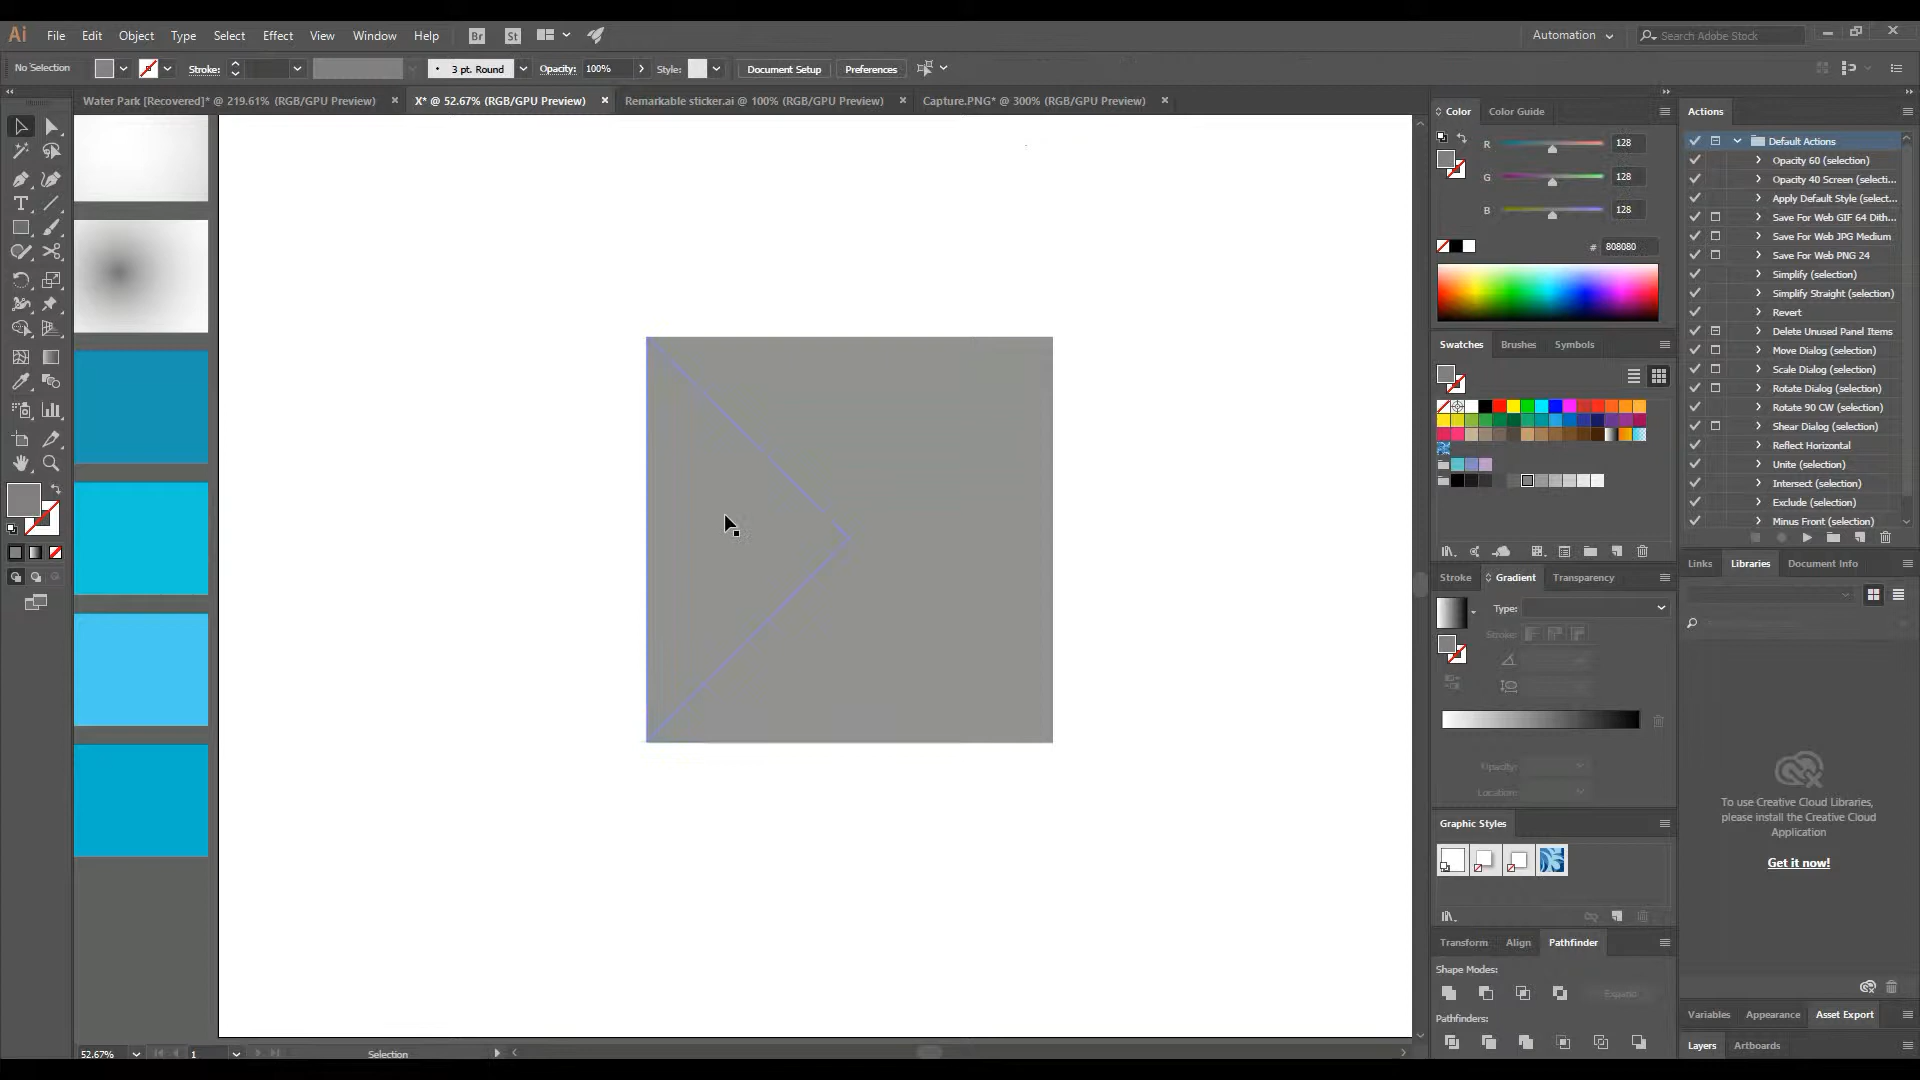 Ai File Edit Object Type Select Effect View Window Help Br St Automation Search Adobe Stock
No Selection Stroke: 3 pt. Round Opacity: 100% Style: Document Setup Preferences
Water Park [Recovered]* @ 219.61% (RGB/GPU Preview) X* @ 52.67% (RGB/GPU Preview) Remarkable sticker.ai @ 100% (RGB/GPU Preview) Capture.PNG* @ 300% (RGB/GPU Preview)
Color Color Guide
R 128
G 128
B 128
# 808080
Swatches Brushes Symbols
Stroke Gradient Transparency
Type:
Stroke:
Opacity:
Location:
Graphic Styles
Transform Align Pathfinder
Shape Modes:
Expand
Pathfinders:
Actions
Default Actions
Opacity 60 (selection)
Opacity 40 Screen (selecti...
Apply Default Style (select...
Save For Web GIF 64 Dith...
Save For Web JPG Medium
Save For Web PNG 24
Simplify (selection)
Simplify Straight (selection)
Revert
Delete Unused Panel Items
Move Dialog (selection)
Scale Dialog (selection)
Rotate Dialog (selection)
Rotate 90 CW (selection)
Shear Dialog (selection)
Reflect Horizontal
Unite (selection)
Intersect (selection)
Exclude (selection)
Minus Front (selection)
Links Libraries Document Info
To use Creative Cloud Libraries,
please install the Creative Cloud
Application
Get it now!
Variables Appearance Asset Export
Layers Artboards
52.67% 1 Selection